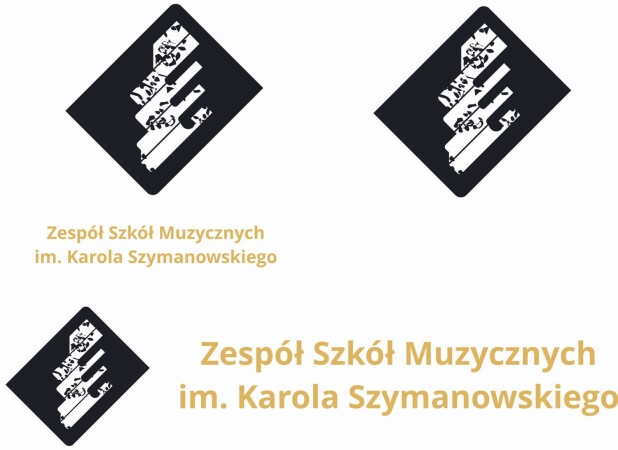 Zespół Szkół Muzycznych
im. Karola Szymanowskiego
Zespół Szkół Muzycznych
im. Karola Szymanowskiego